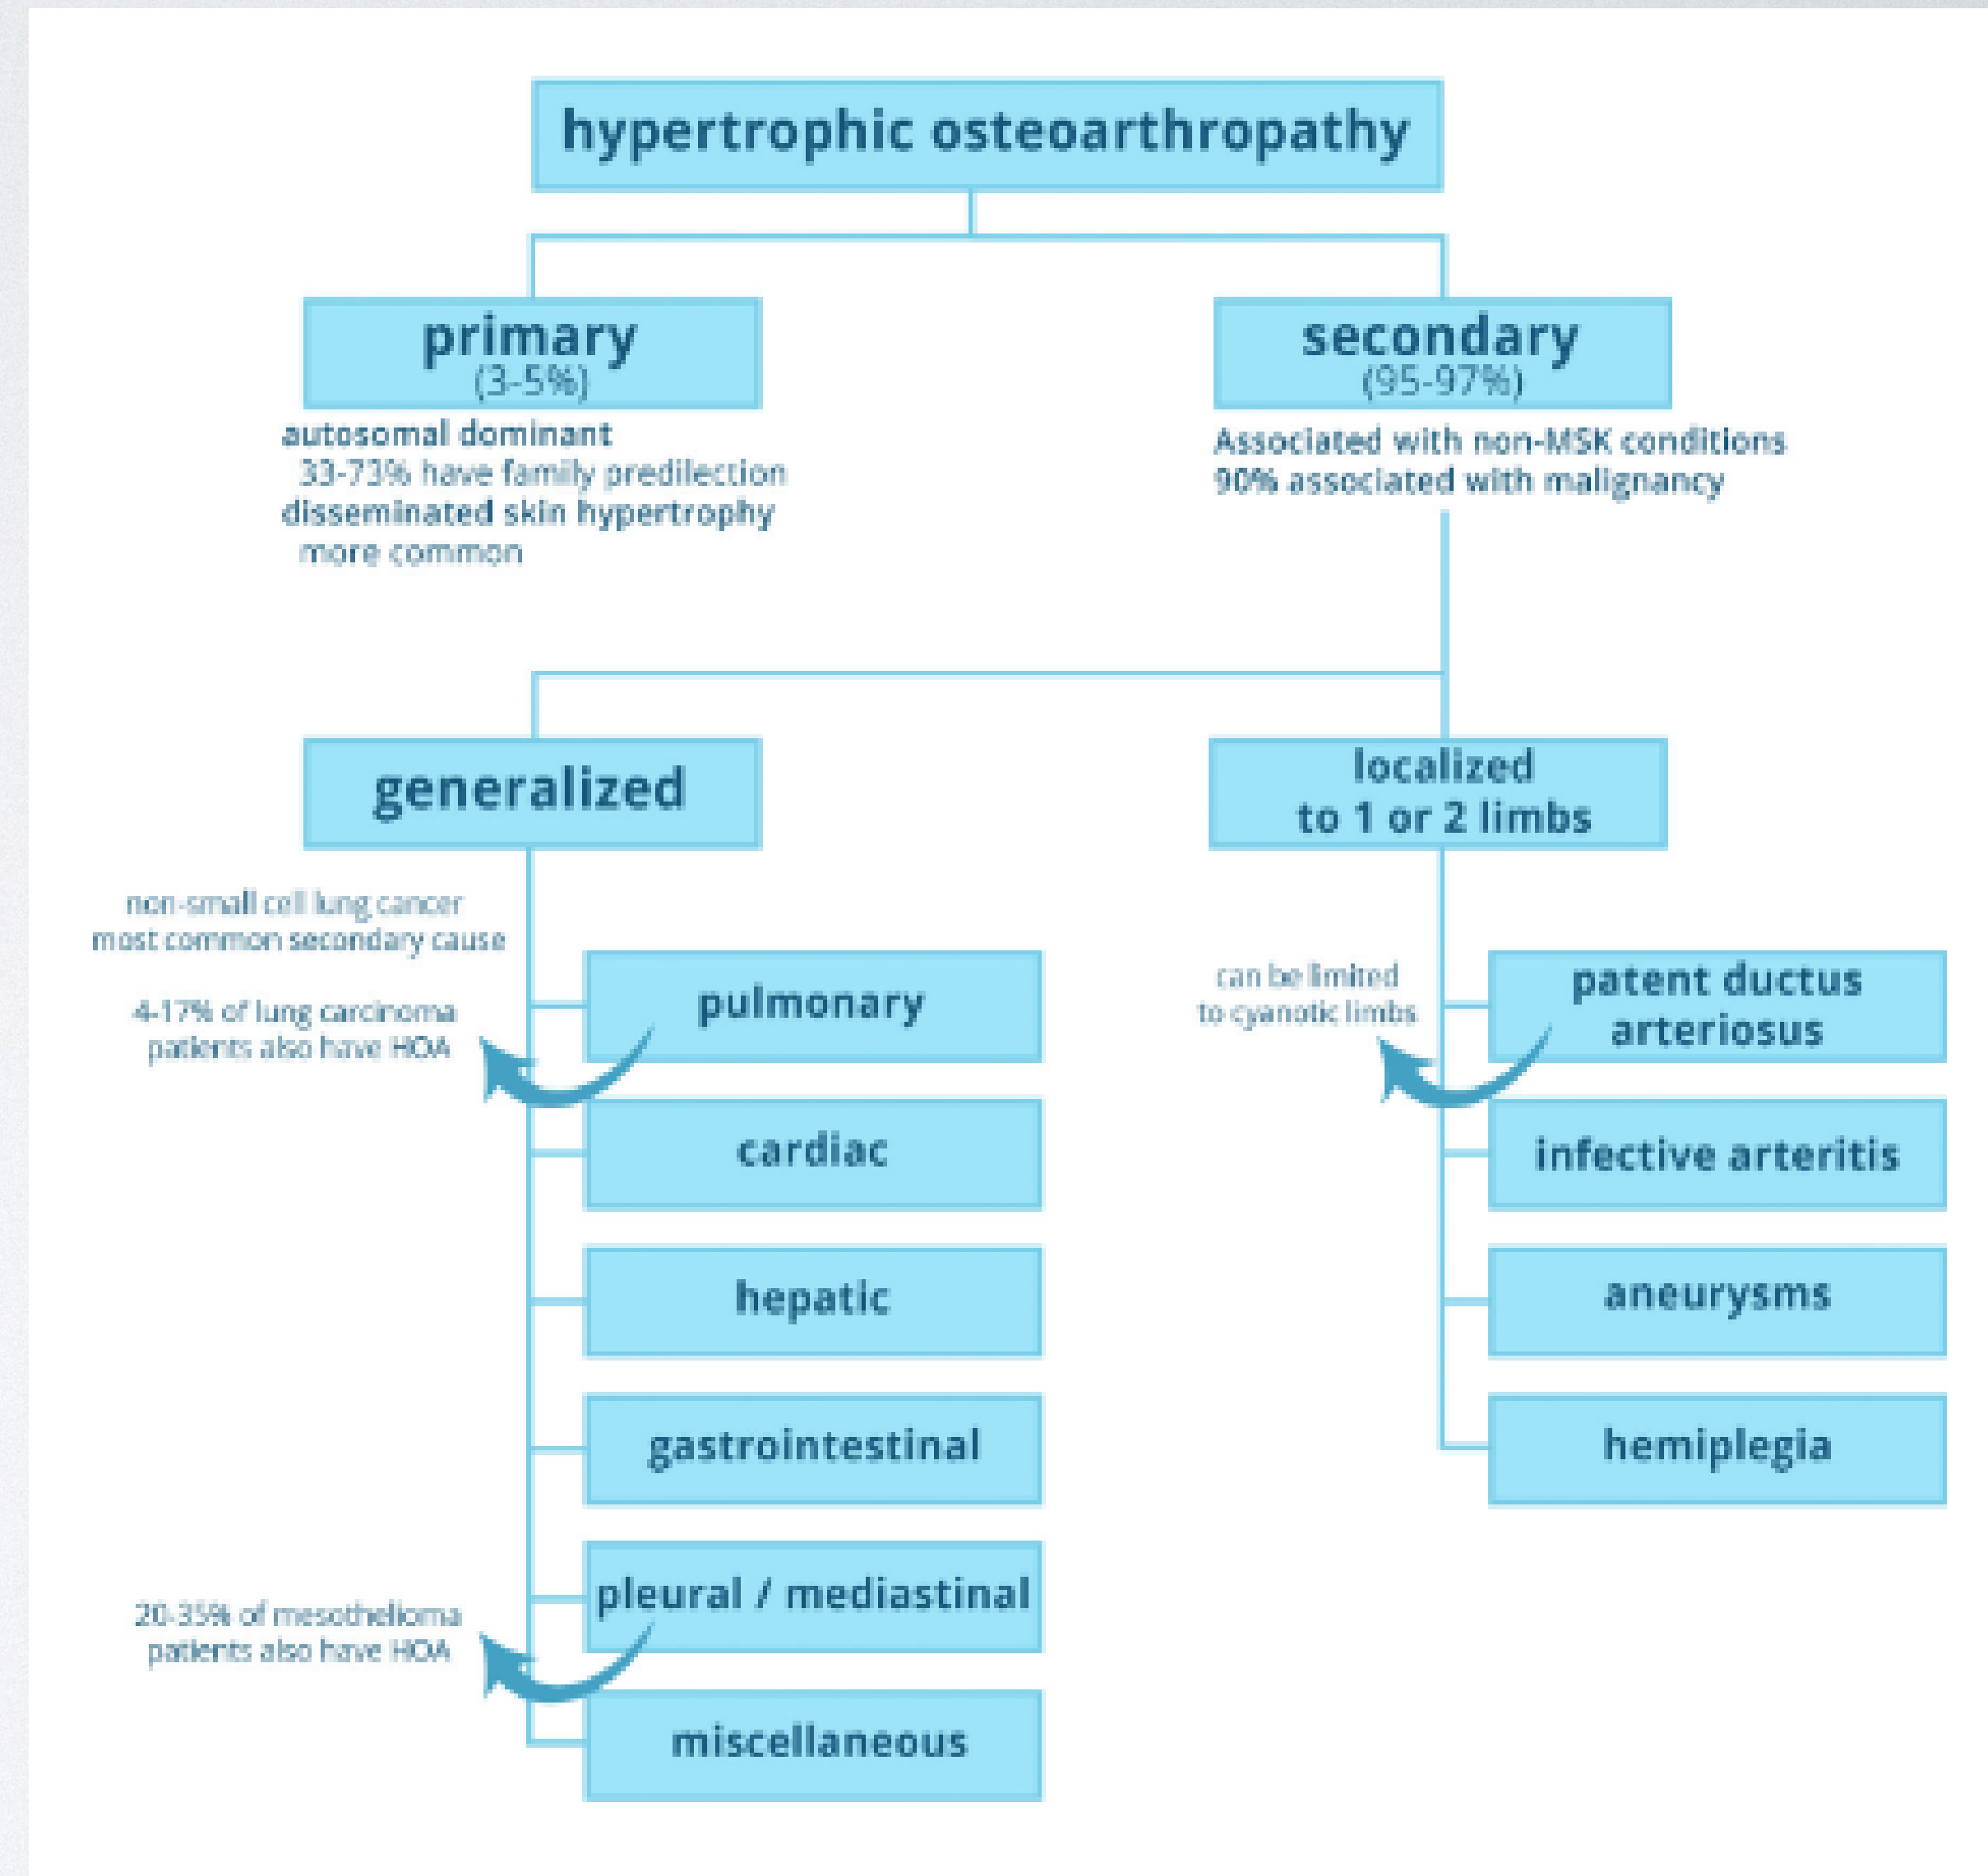 hypertrophic osteoarthropathy
primary
(3-5%)
autosomal dominant
33-73% have family predilection
disseminated skin hypertrophy
more common
secondary
(95-97%)
Associated with non-MSK conditions
90% associated with malignancy
generalized
non-small cell lung cancer
most common secondary cause
4-17% of lung carcinoma
patients also have HOA
pulmonary
cardiac
hepatic
gastrointestinal
pleural / mediastinal
20-35% of mesothelioma
patients also have HOA
miscellaneous
localized
to 1 or 2 limbs
can be limited
to cyanotic limbs
patent ductus
arteriosus
infective arteritis
aneurysms
hemiplegia